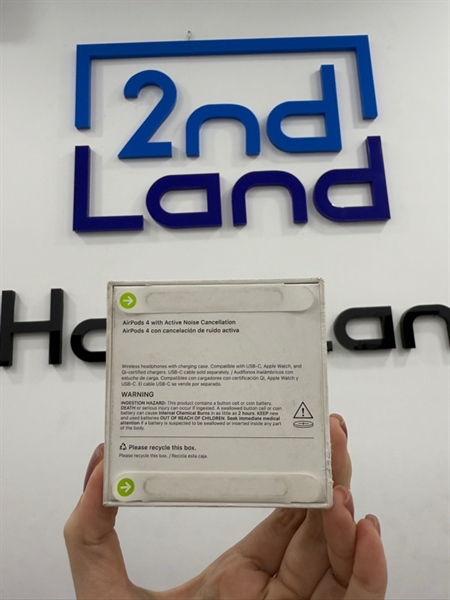 2nd
Land
Ho
an
AirPods 4 with Active Noise Cancellation
AirPods 4 con cancelación de ruido activa
Wireless headphones with charging case. Compatible with USB-C, Apple Watch, and
Qi-certified chargers. USB-C cable sold separately. / Audífonos inalámbricos con
estuche de carga. Compatibles con cargadores con certificación Qi, Apple Watch y
USB-C. El cable USB-C se vende por separado.
WARNING
INGESTION HAZARD: This product contains a button cell or coin battery.
DEATH or serious injury can occur if ingested. A swallowed button cell or coin
battery can cause Internal Chemical Burns in as little as 2 hours. KEEP new
and used batteries OUT OF REACH OF CHILDREN. Seek immediate medical
attention if a battery is suspected to be swallowed or inserted inside any part
of the body.
Please recycle this box.
Please recycle this box. / Recicla esta caja.